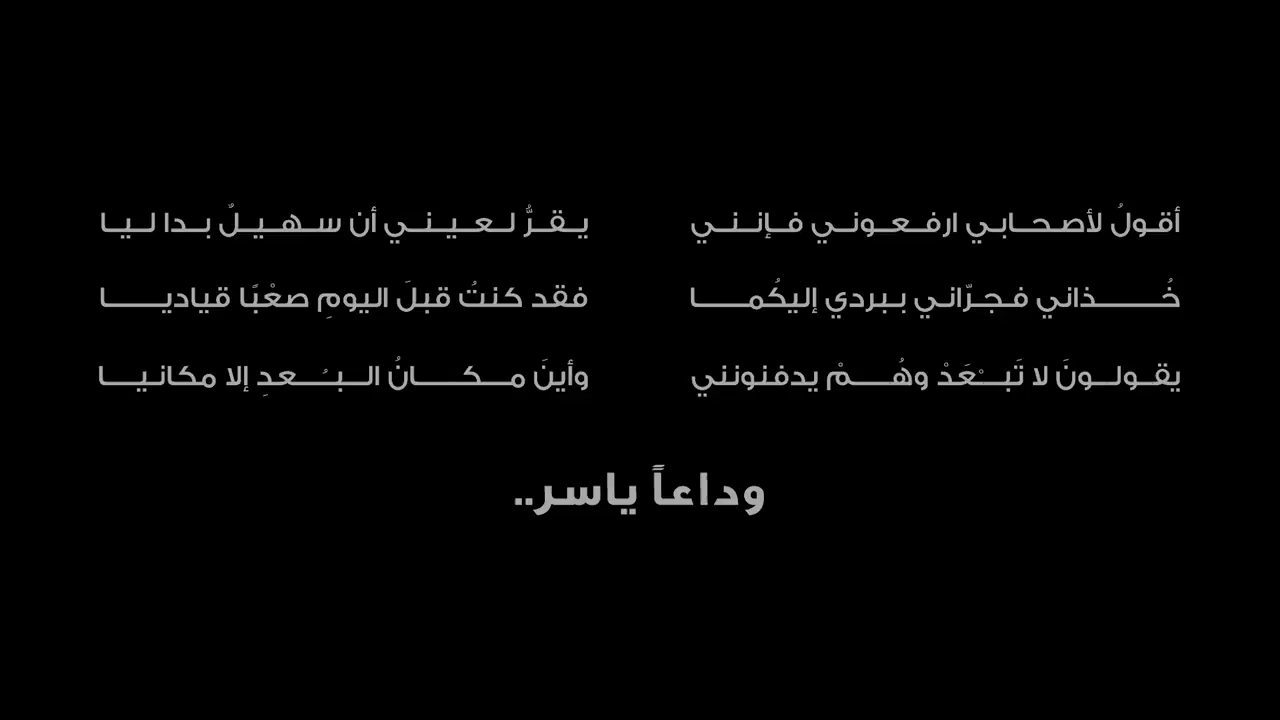 أقولُ لأصحابي ارفعوني فإنني يقرُّ لعيني أن سهيلٌ بدا ليا
خُذاني فجرّاني ببردي إليكُما فقد كنتُ قبلَ اليومِ صعْبًا قياديا
يقولونَ لا تَبْعَدْ وهُمْ يدفنونني وأينَ مكانُ البُعدِ إلا مكانيا
وداعاً ياسر..